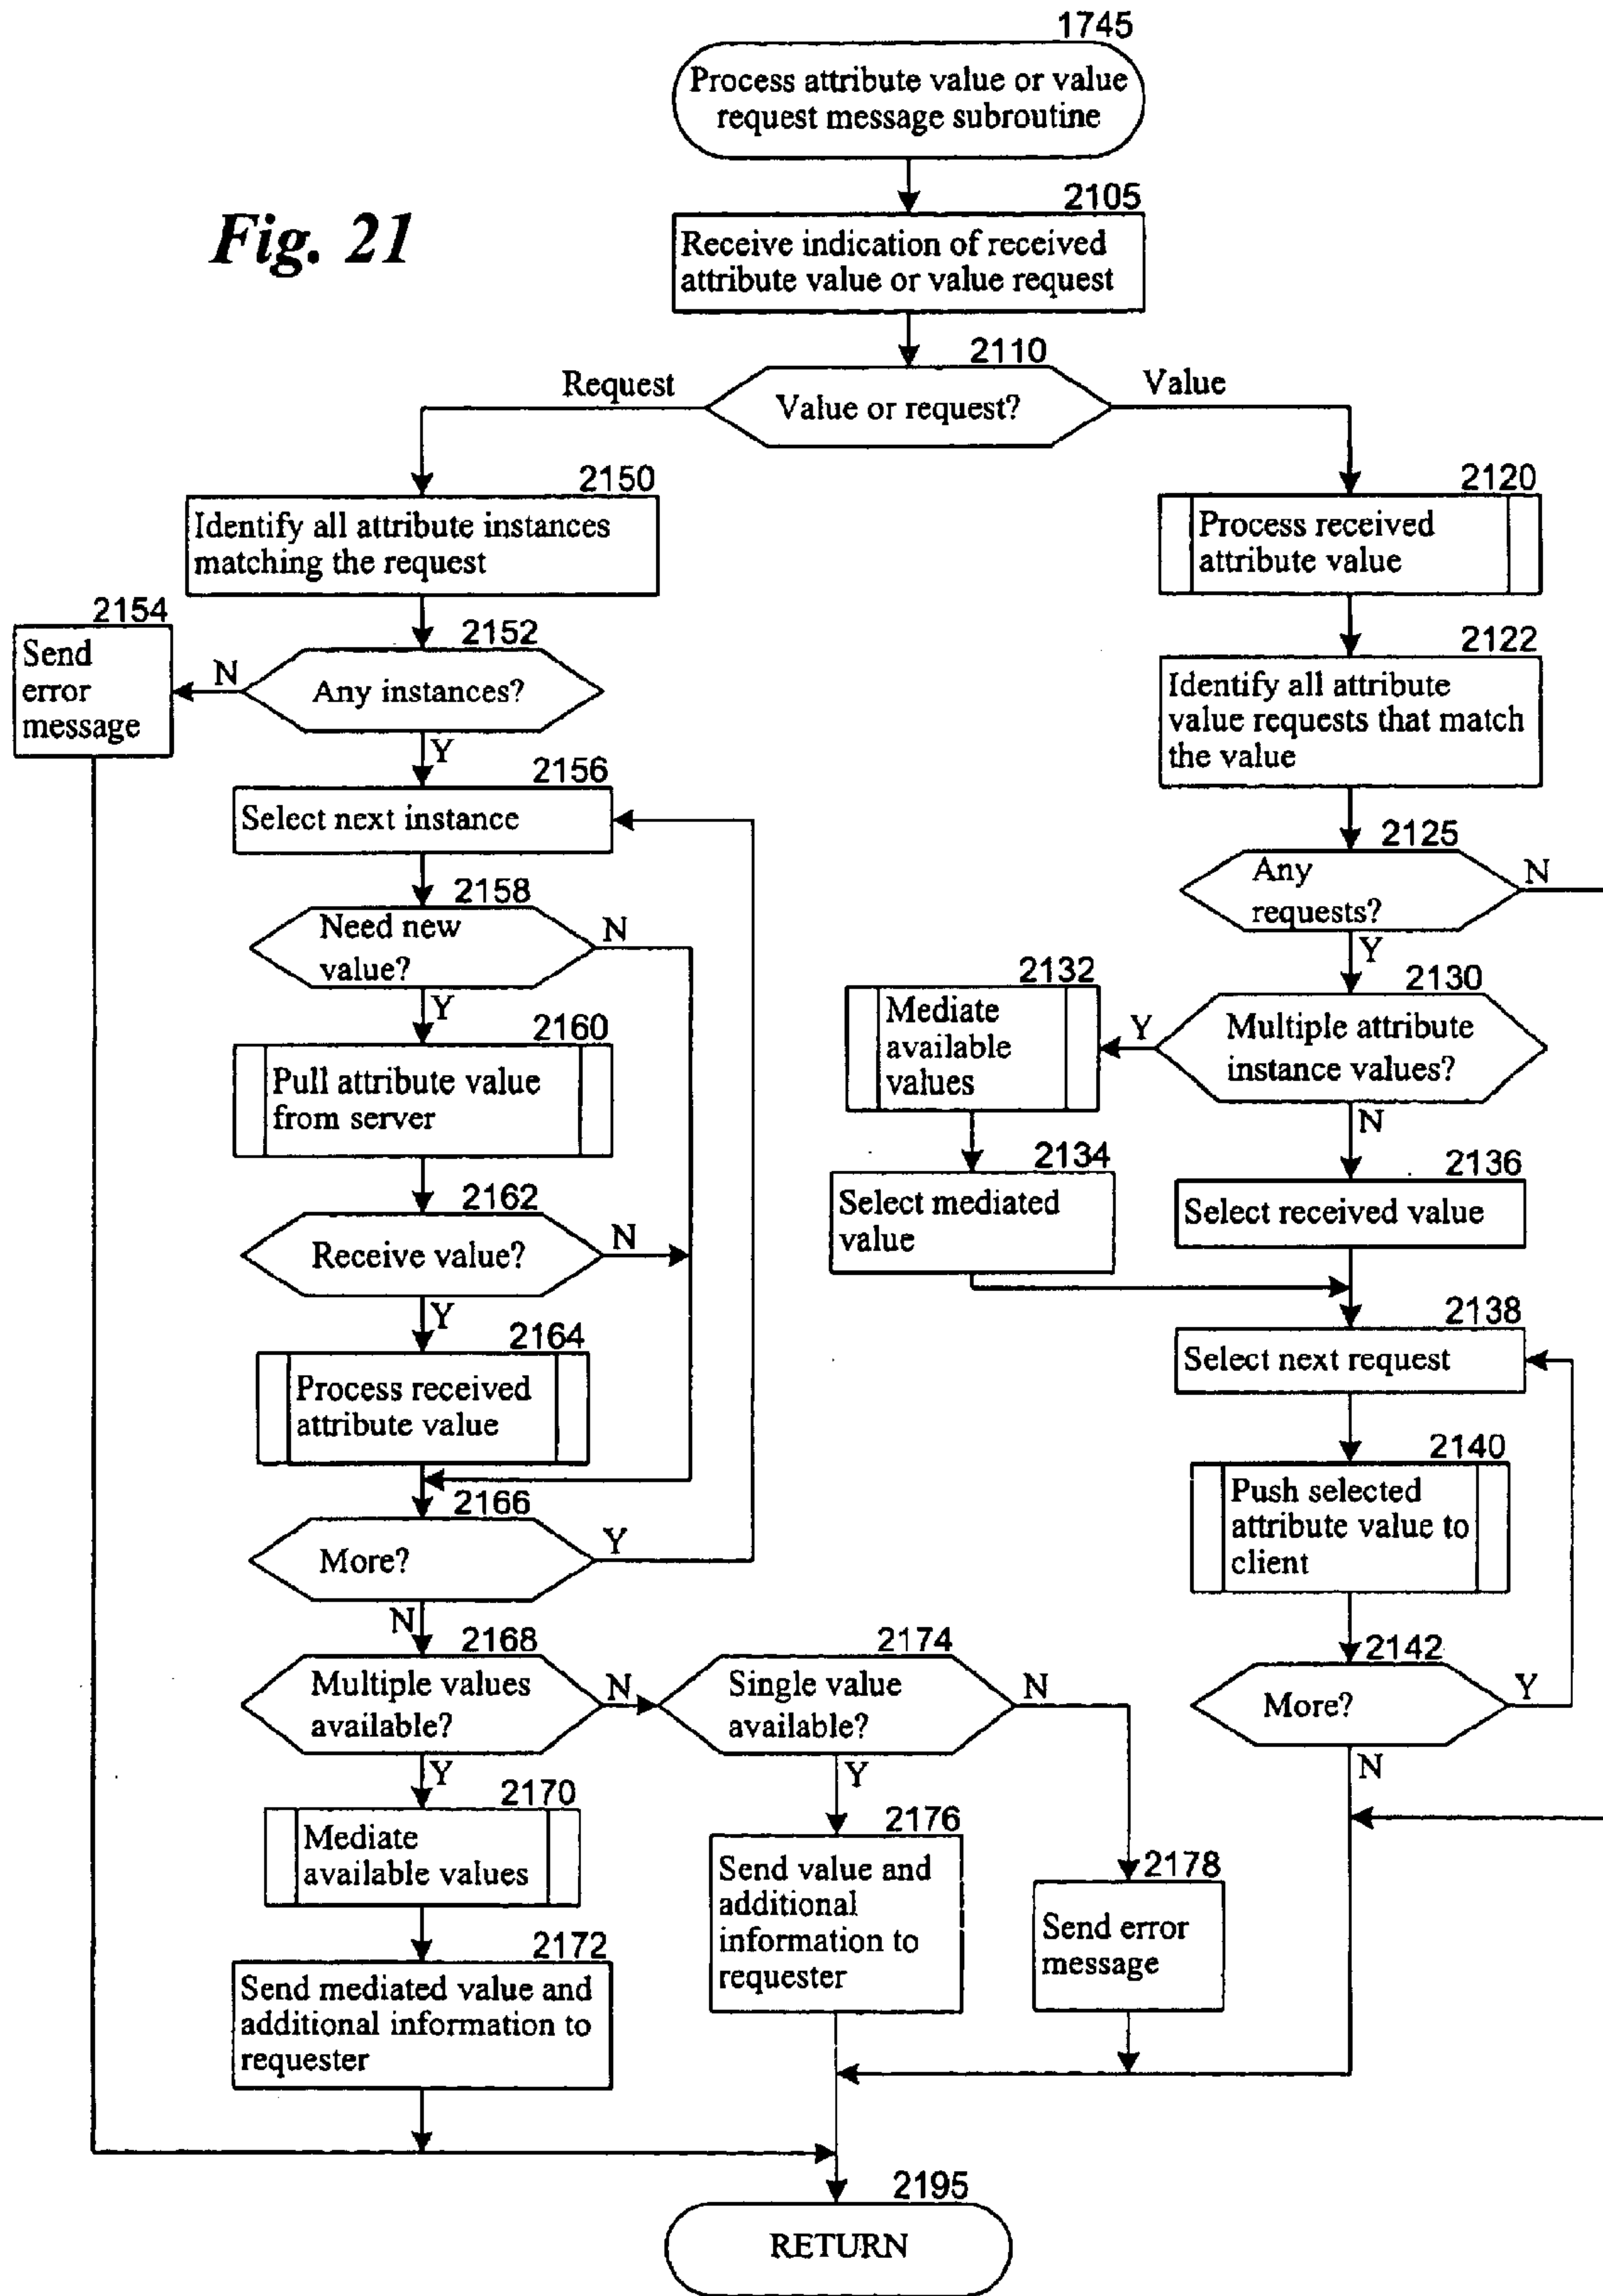 1745
Process attribute value or value
request message subroutine
Fig. 21
2105
Receive indication of received
attribute value or value request
2110
Request
Value or request?
Value
2150
Identify all attribute instances
matching the request
2154
Send
error
message
2152
N
Any instances?
Y
2156
Select next instance
2158
Need new
value?
N
Y
2160
Pull attribute value
from server
2162
Receive value?
N
Y
2164
Process received
attribute value
2166
More?
Y
N
2168
Multiple values
available?
N
Y
2170
Mediate
available values
2172
Send mediated value and
additional information to
requester
2174
Single value
available?
N
Y
2176
Send value and
additional
information to
requester
2178
Send error
message
2120
Process received
attribute value
2122
Identify all attribute
value requests that match
the value
2125
Any
requests?
N
Y
2130
Multiple attribute
instance values?
Y
N
2132
Mediate
available
values
2134
Select mediated
value
2136
Select received value
2138
Select next request
2140
Push selected
attribute value to
client
2142
More?
Y
N
2195
RETURN